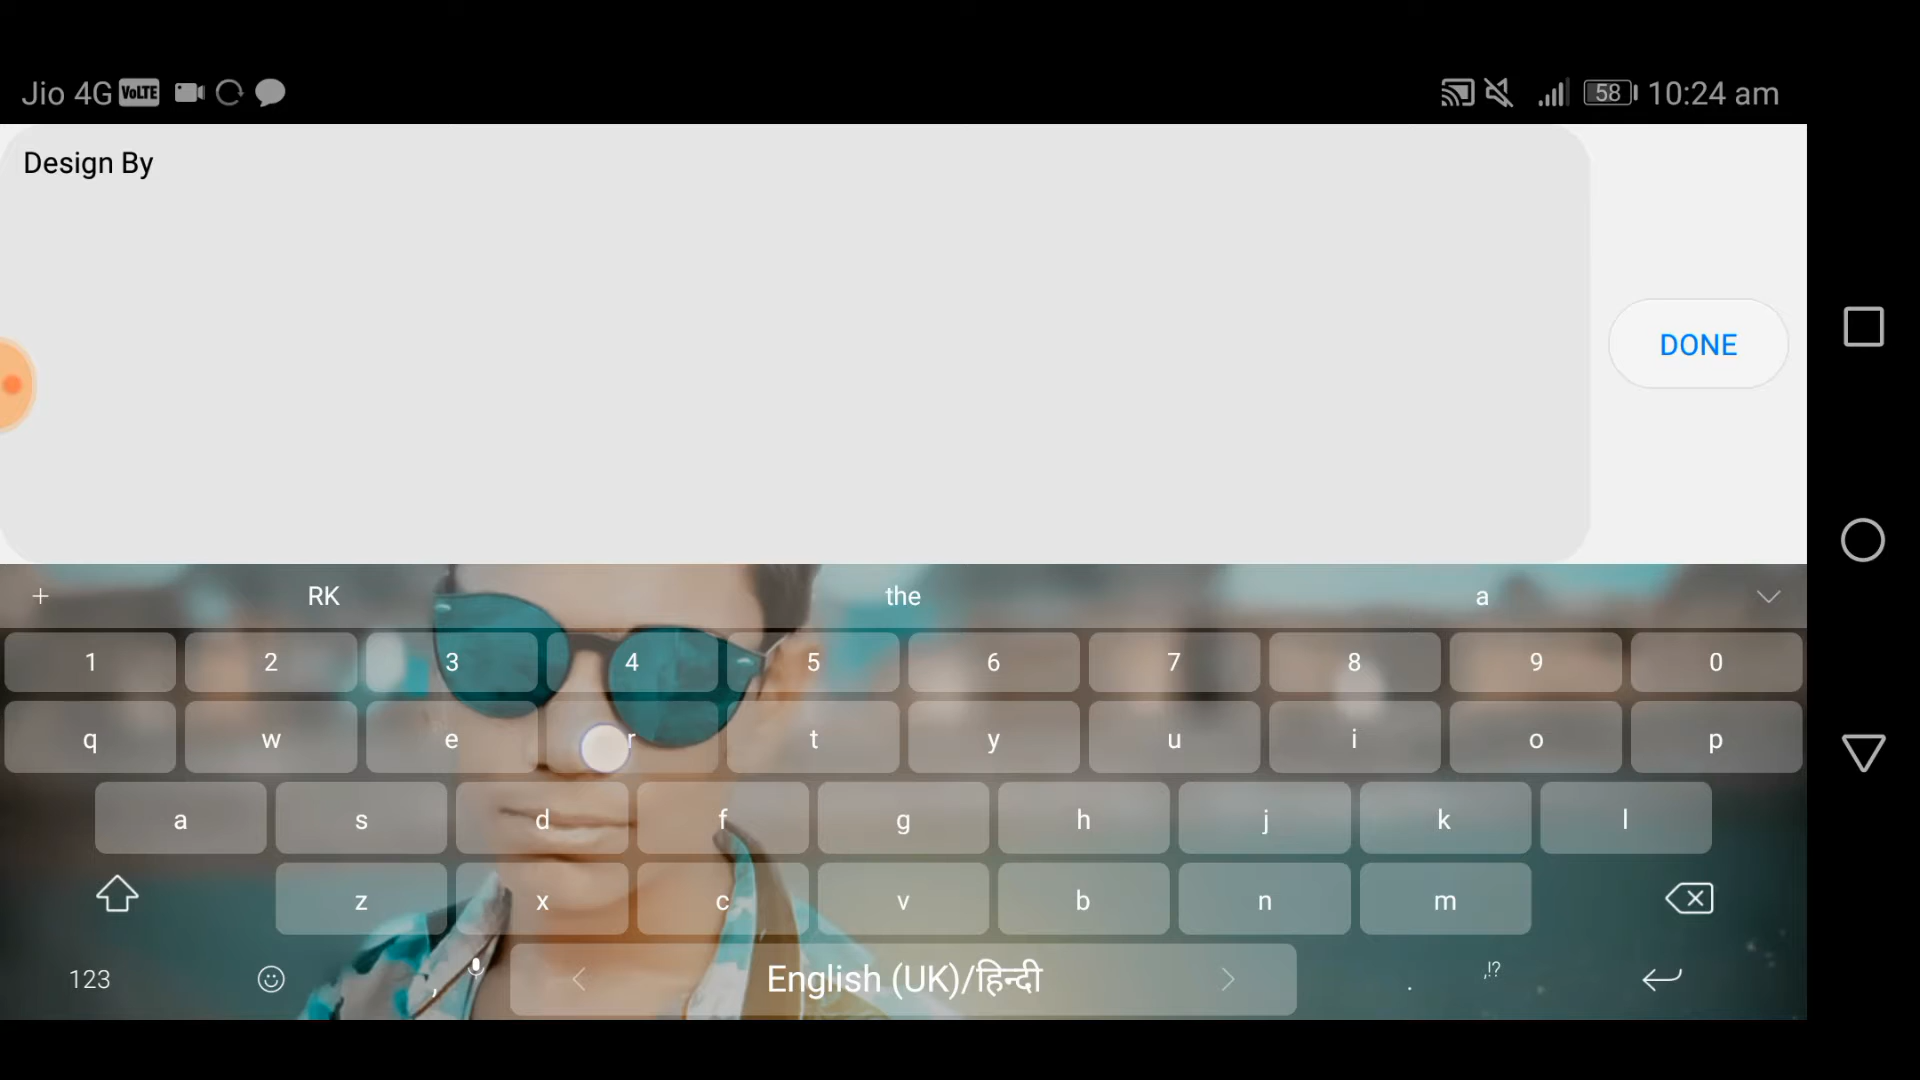 Jio 4G VoLTE 58 10:24 am
Design By
DONE
+ RK the a
1 2 3 4 5 6 7 8 9 0
q w e r t y u i o p
a s d f g h j k l
z x c v b n m
123 , English (UK)/हिन्दी . ,!?